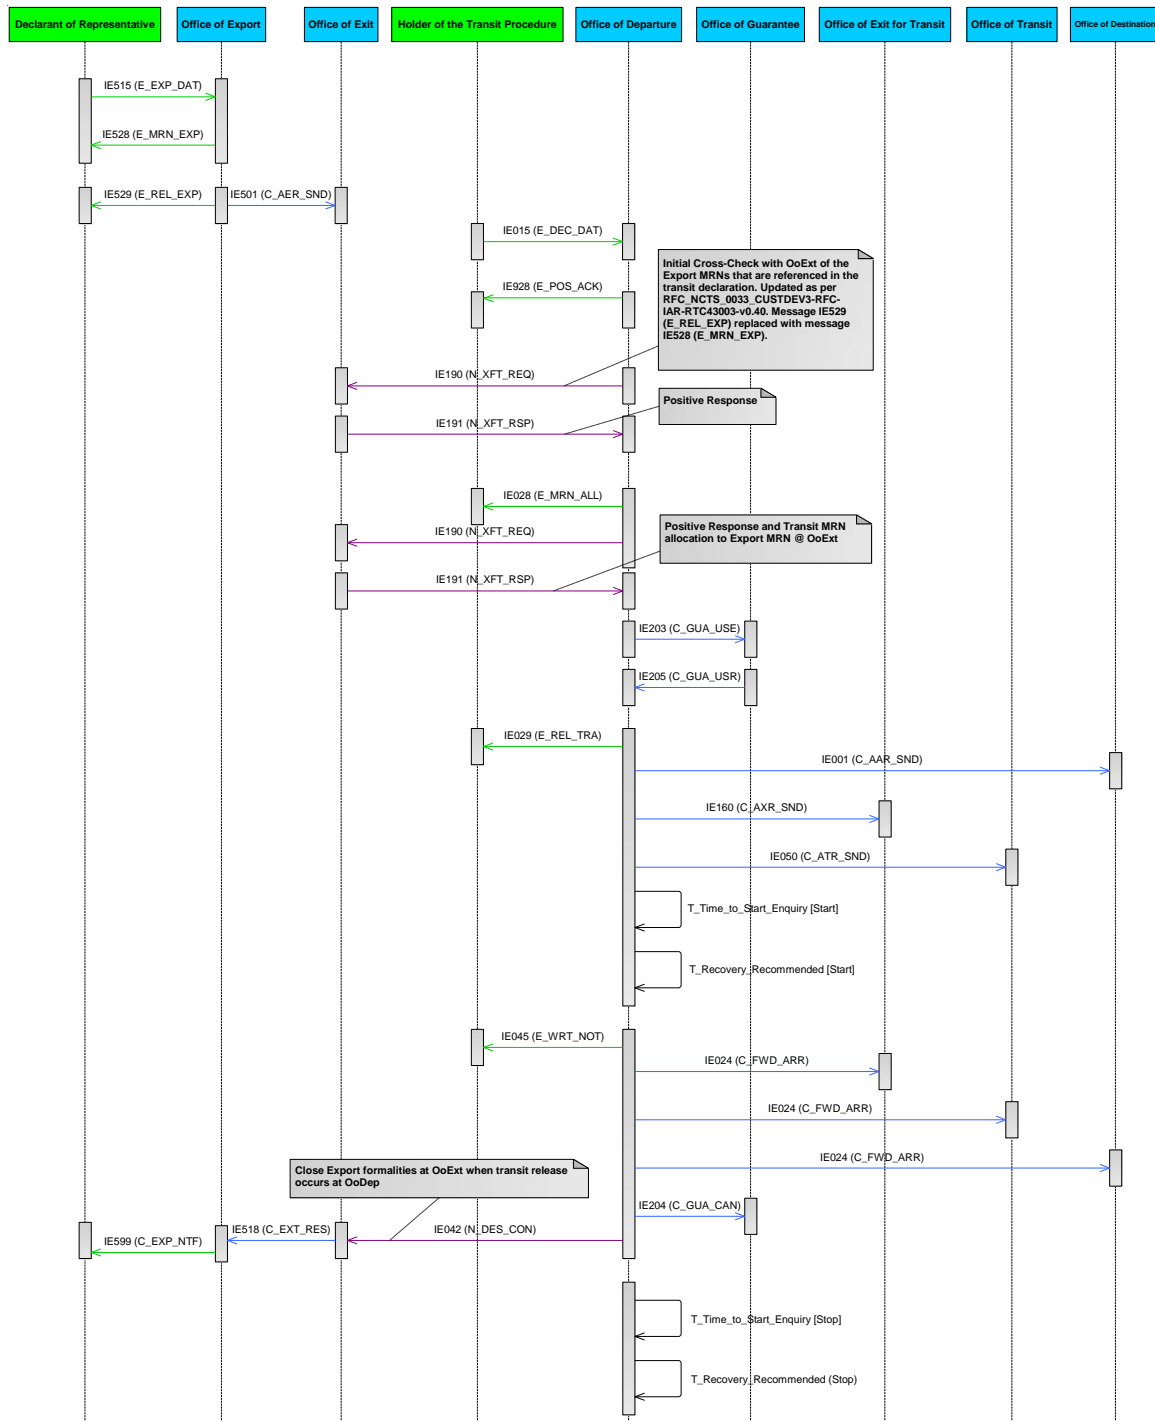 Declarant of Representative
Office of Export
Office of Exit
Holder of the Transit Procedure
Office of Departure
Office of Guarantee
Office of Exit for Transit
Office of Transit
Office of Destination
IE515 (E_EXP_DAT)
IE528 (E_MRN_EXP)
IE529 (E_REL_EXP)
IE501 (C_AER_SND)
IE015 (E_DEC_DAT)
Initial Cross-Check with OoExt of the
Export MRNs that are referenced in the
transit declaration. Updated as per
RFC_NCTS_0033_CUSTDEV3-RFC-
IAR-RTC43003-v0.40. Message IE529
(E_REL_EXP) replaced with message
IE528 (E_MRN_EXP).
IE928 (E_POS_ACK)
IE190 (N_XFT_REQ)
Positive Response
IE191 (N_XFT_RSP)
IE028 (E_MRN_ALL)
Positive Response and Transit MRN
allocation to Export MRN @ OoExt
IE190 (N_XFT_REQ)
IE191 (N_XFT_RSP)
IE203 (C_GUA_USE)
IE205 (C_GUA_USR)
IE029 (E_REL_TRA)
IE001 (C_AAR_SND)
IE160 (C_AXR_SND)
IE050 (C_ATR_SND)
T_Time_to_Start_Enquiry [Start]
T_Recovery_Recommended [Start]
IE045 (E_WRT_NOT)
IE024 (C_FWD_ARR)
IE024 (C_FWD_ARR)
IE024 (C_FWD_ARR)
Close Export formalities at OoExt when transit release
occurs at OoDep
IE204 (C_GUA_CAN)
IE042 (N_DES_CON)
IE518 (C_EXT_RES)
IE599 (C_EXP_NTF)
T_Time_to_Start_Enquiry [Stop]
T_Recovery_Recommended (Stop)